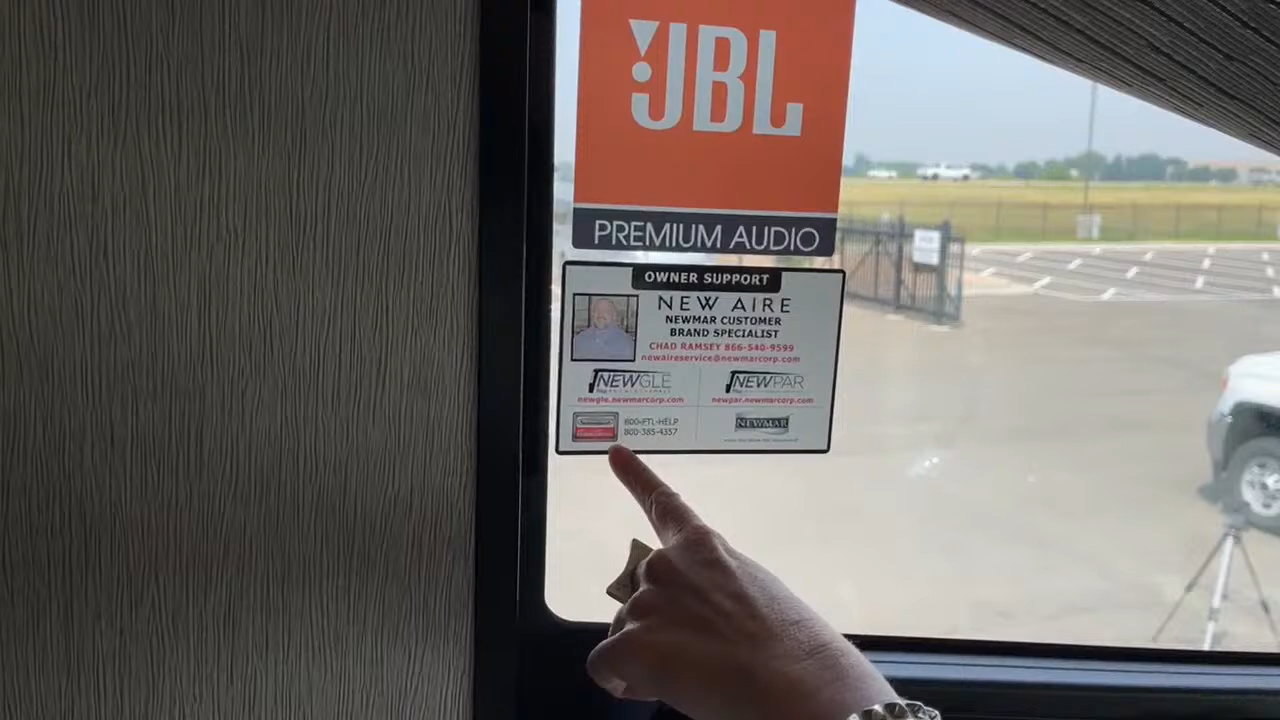 JBL
PREMIUM AUDIO
OWNER SUPPORT
NEW AIRE
NEWMAR CUSTOMER
BRAND SPECIALIST
CHAD RAMSEY 866-540-9599
newaireservice@newmarcorp.com
NEWGLE
newgle.newmarcorp.com
NEWPAR
newpar.newmarcorp.com
800-FTL-HELP
800-385-4357
NEWMAR